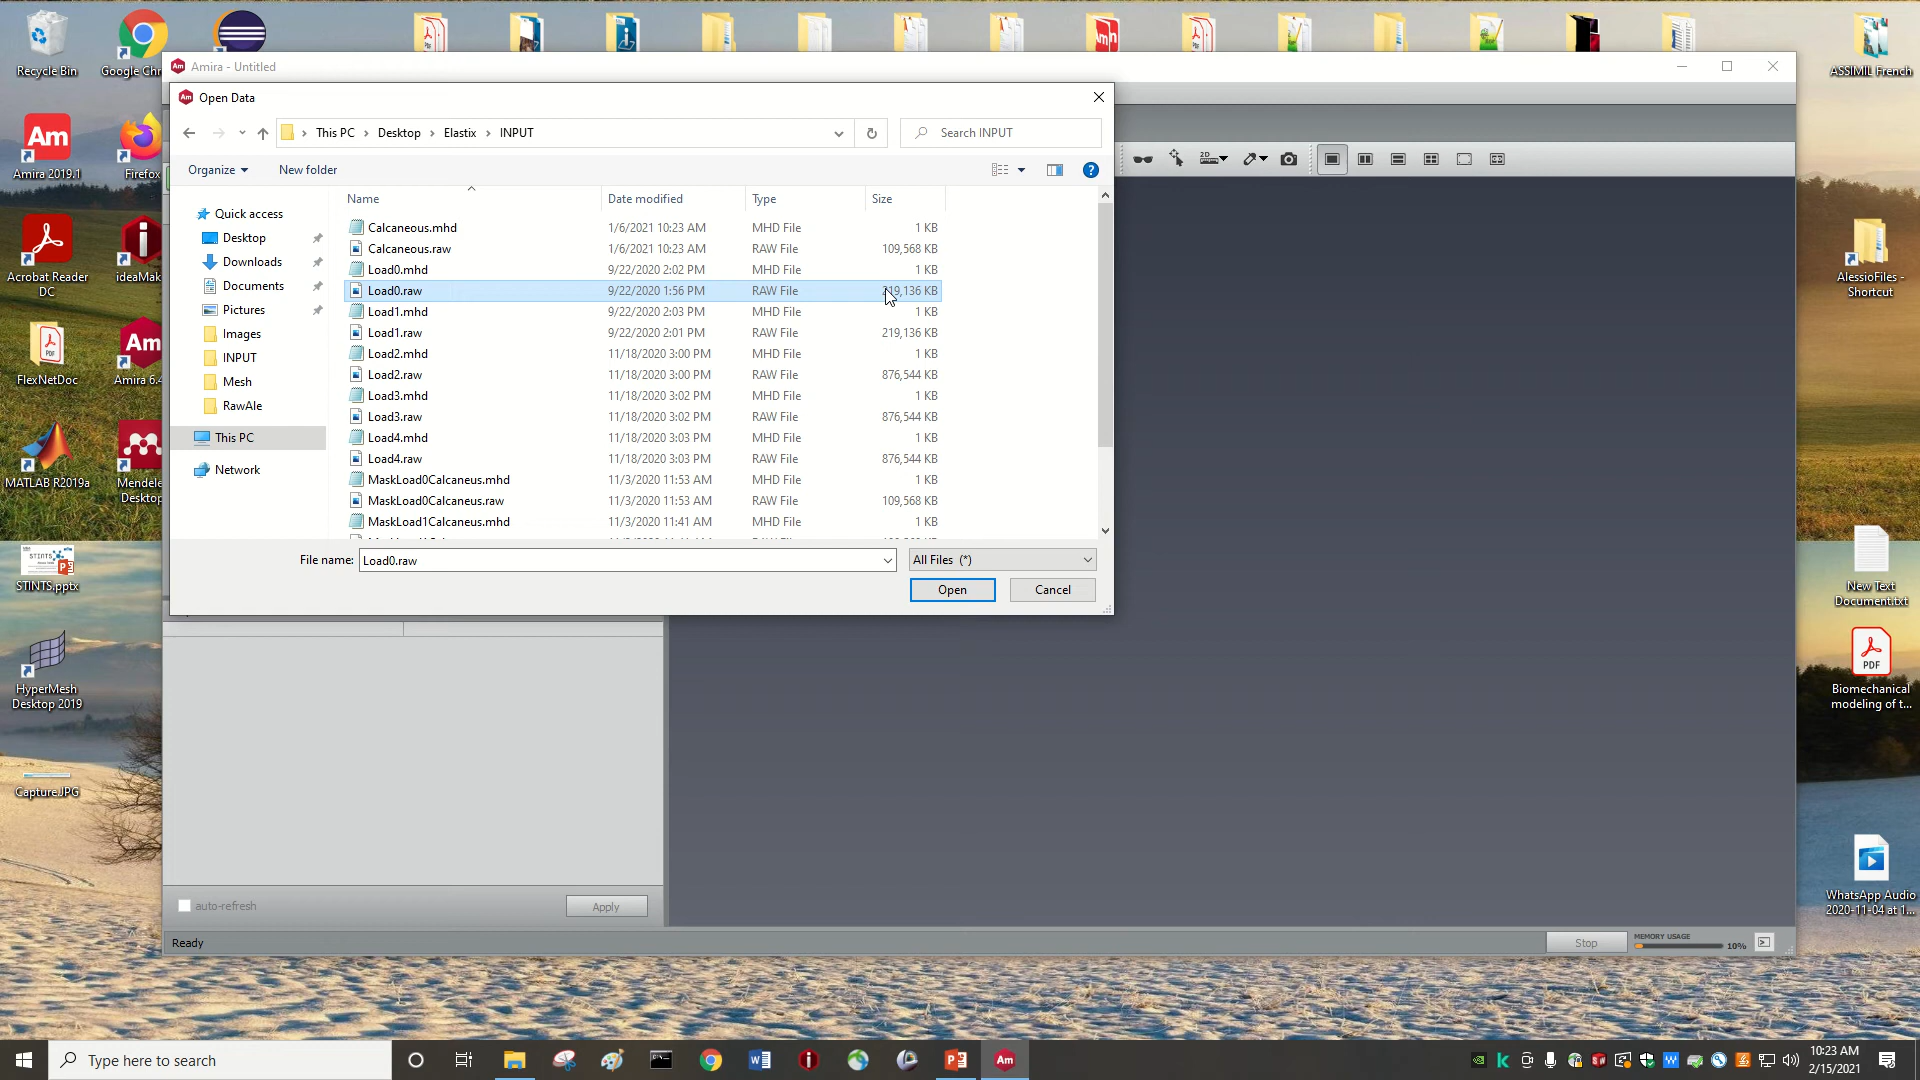 Recycle Bin
Google Chr
ASSIMIL French
Amira - Untitled
Open Data
This PC
Desktop
Elastix
INPUT
Search INPUT
Organize
New folder
2D
Name
Date modified
Type
Size
Quick access
Desktop
Downloads
Documents
Pictures
Images
INPUT
Mesh
RawAle
This PC
Network
Calcaneous.mhd 1/6/2021 10:23 AM MHD File 1 KB
Calcaneous.raw 1/6/2021 10:23 AM RAW File 109,568 KB
Load0.mhd 9/22/2020 2:02 PM MHD File 1 KB
Load0.raw 9/22/2020 1:56 PM RAW File 219,136 KB
Load1.mhd 9/22/2020 2:03 PM MHD File 1 KB
Load1.raw 9/22/2020 2:01 PM RAW File 219,136 KB
Load2.mhd 11/18/2020 3:00 PM MHD File 1 KB
Load2.raw 11/18/2020 3:00 PM RAW File 876,544 KB
Load3.mhd 11/18/2020 3:02 PM MHD File 1 KB
Load3.raw 11/18/2020 3:02 PM RAW File 876,544 KB
Load4.mhd 11/18/2020 3:03 PM MHD File 1 KB
Load4.raw 11/18/2020 3:03 PM RAW File 876,544 KB
MaskLoad0Calcaneus.mhd 11/3/2020 11:53 AM MHD File 1 KB
MaskLoad0Calcaneus.raw 11/3/2020 11:53 AM RAW File 109,568 KB
MaskLoad1Calcaneus.mhd 11/3/2020 11:41 AM MHD File 1 KB
File name: Load0.raw
All Files (*)
Open
Cancel
Am
Amira 2019.1
Firefox
Acrobat Reader
DC
ideaMak
FlexNetDoc
Amira 6.4
MATLAB R2019a
Mendele
Desktop
STINTS
STINTS.pptx
HyperMesh
Desktop 2019
Capture.JPG
AlessioFiles -
Shortcut
New Text
Document.txt
PDF
Biomechanical
modeling of t...
WhatsApp Audio
2020-11-04 at 1...
auto-refresh
Apply
Ready
Stop
MEMORY USAGE
10%
Type here to search
Am
10:23 AM
2/15/2021